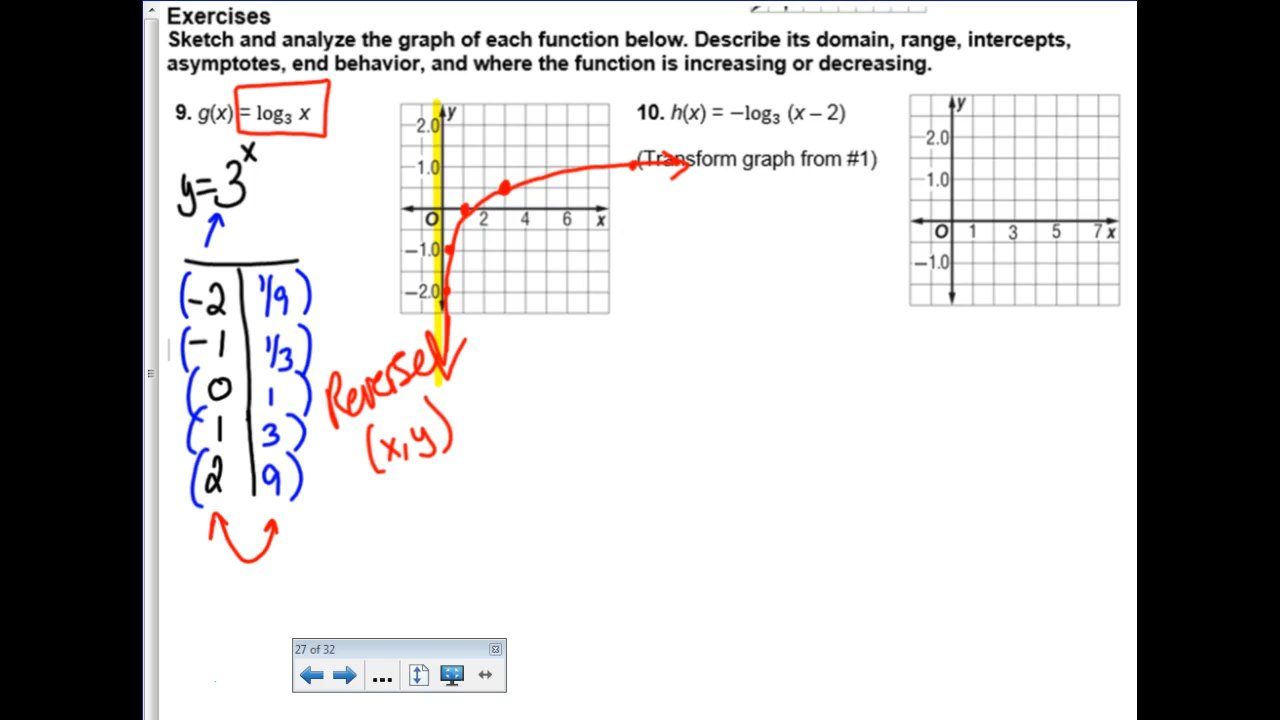 Exercises
Sketch and analyze the graph of each function below. Describe its domain, range, intercepts,
asymptotes, end behavior, and where the function is increasing or decreasing.
9. g(x) = log₃ x
y = 3ˣ
(-2 | 1/9)
(-1 | 1/3)
(0 | 1)
(1 | 3)
(2 | 9)
y
2.0
1.0
O 2 4 6 x
−1.0
−2.0
Reverse
(x,y)
10. h(x) = −log₃ (x – 2)
(Transform graph from #1)
y
2.0
1.0
O 1 3 5 7 x
−1.0
27 of 32